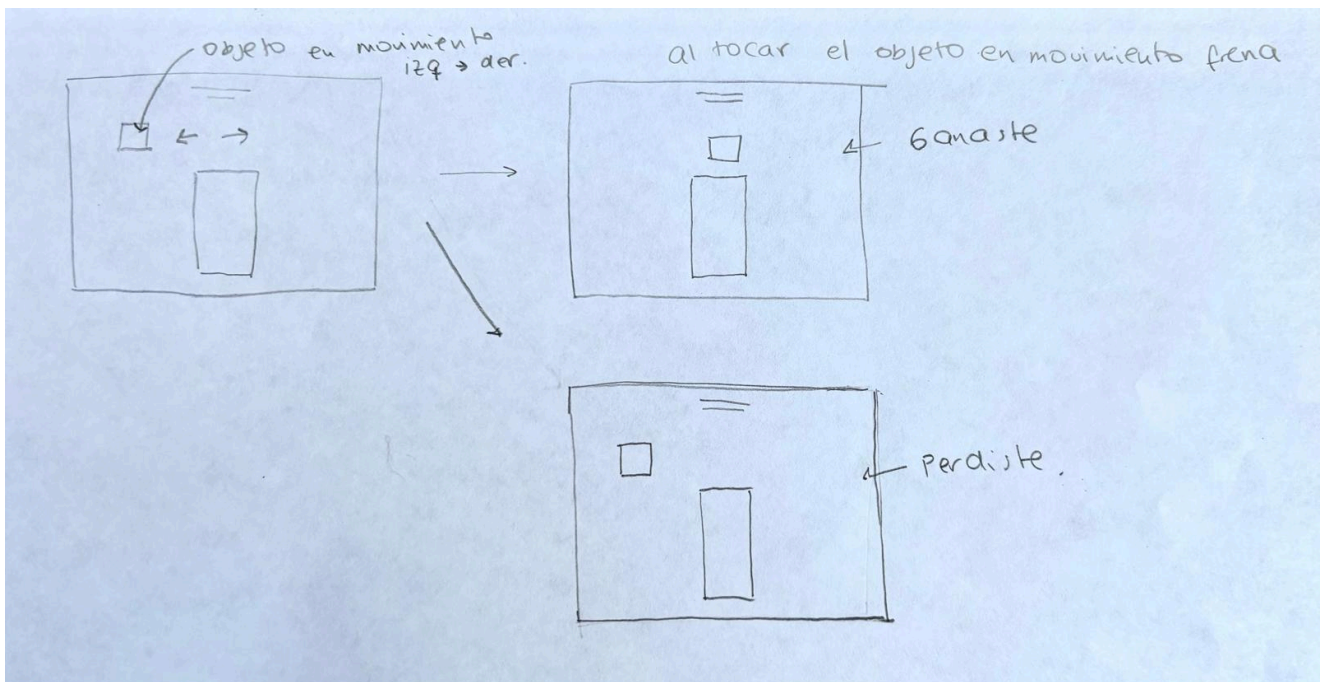 objeto en movimiento
izq → der.
al tocar el objeto en movimiento frena
Ganaste
Perdiste.